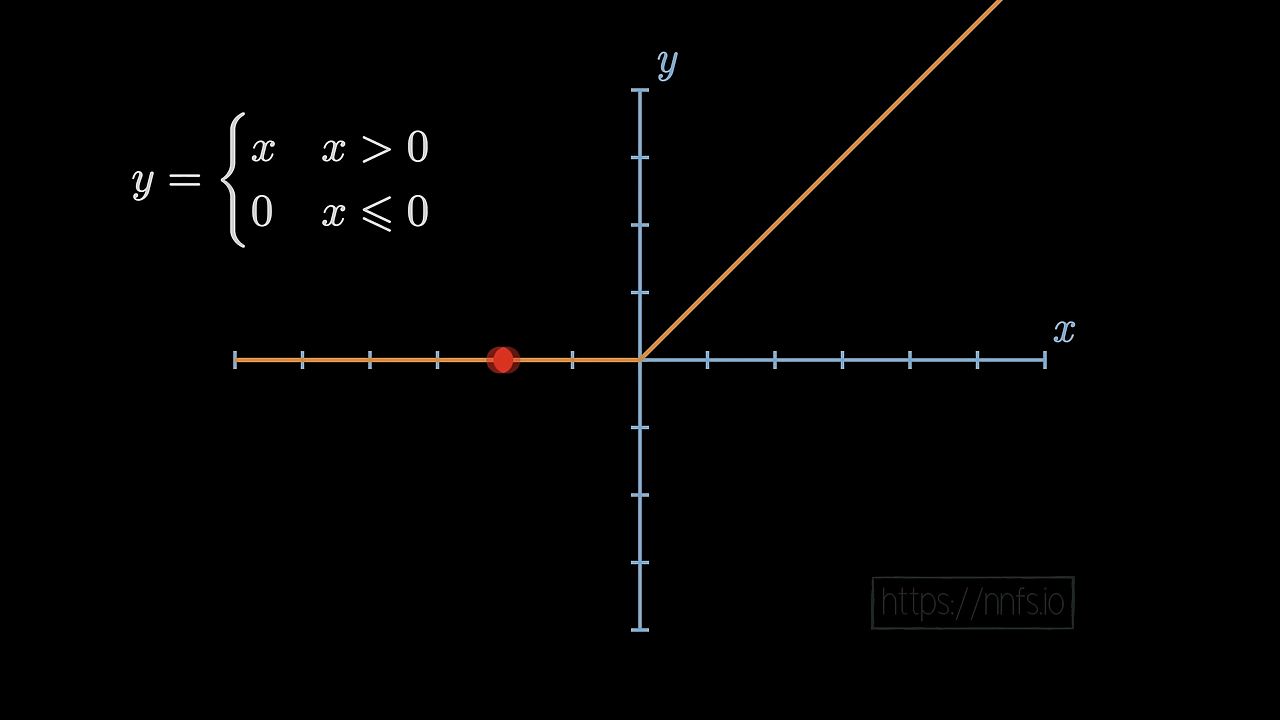 y
y = { x x > 0
0 x ⩽ 0
x
https://nnfs.io